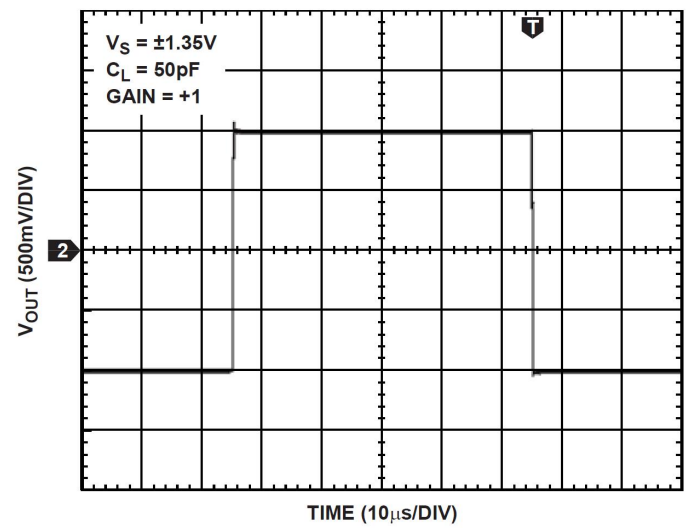 V_S = ±1.35V
C_L = 50pF
GAIN = +1
T
V_OUT (500mV/DIV)
2
TIME (10μs/DIV)